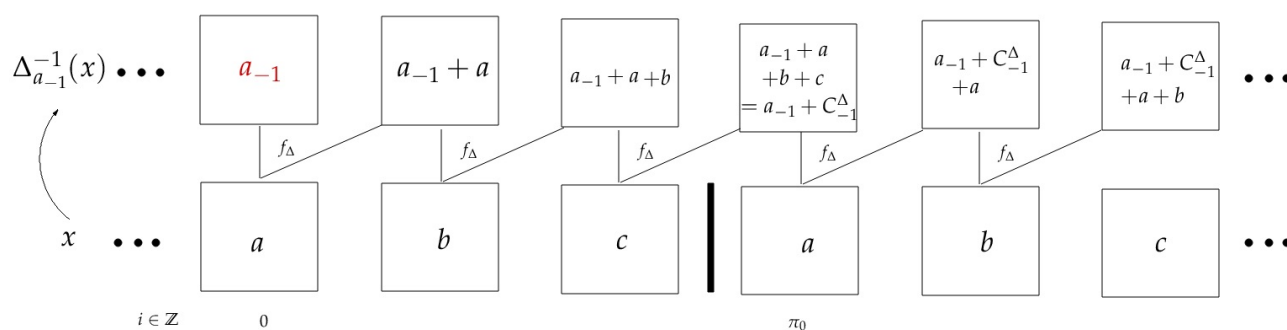 Δ_{a_{-1}}^{-1}(x) ••• a_{-1} a_{-1} + a a_{-1} + a + b a_{-1} + a
+b + c
= a_{-1} + C_{-1}^Δ a_{-1} + C_{-1}^Δ
+a a_{-1} + C_{-1}^Δ
+a + b •••
f_Δ f_Δ f_Δ f_Δ f_Δ
x ••• a b c a b c •••
i ∈ ℤ 0 π_0